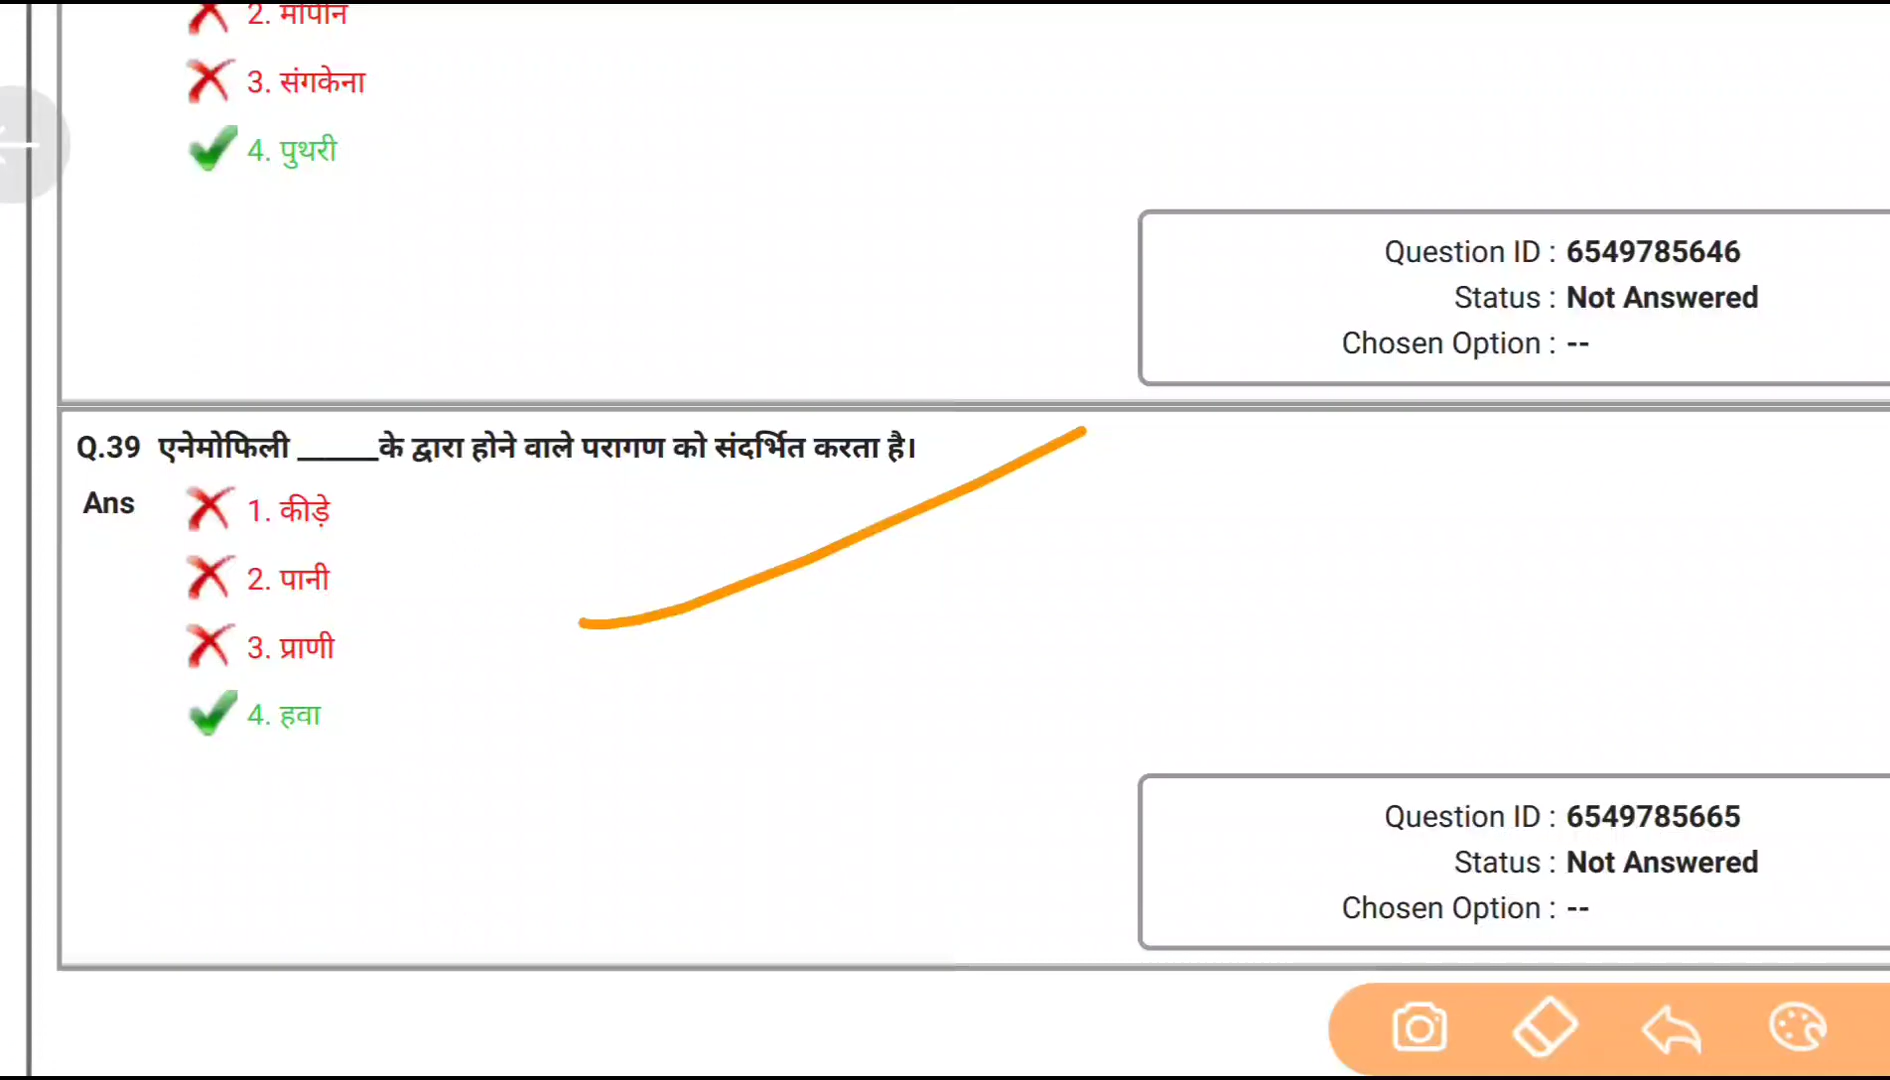 2. मोपिन
3. संगकेना
4. पुथरी
Question ID : 6549785646
Status : Not Answered
Chosen Option : --
Q.39 एनेमोफिली ______के द्वारा होने वाले परागण को संदर्भित करता है।
Ans 1. कीड़े
2. पानी
3. प्राणी
4. हवा
Question ID : 6549785665
Status : Not Answered
Chosen Option : --